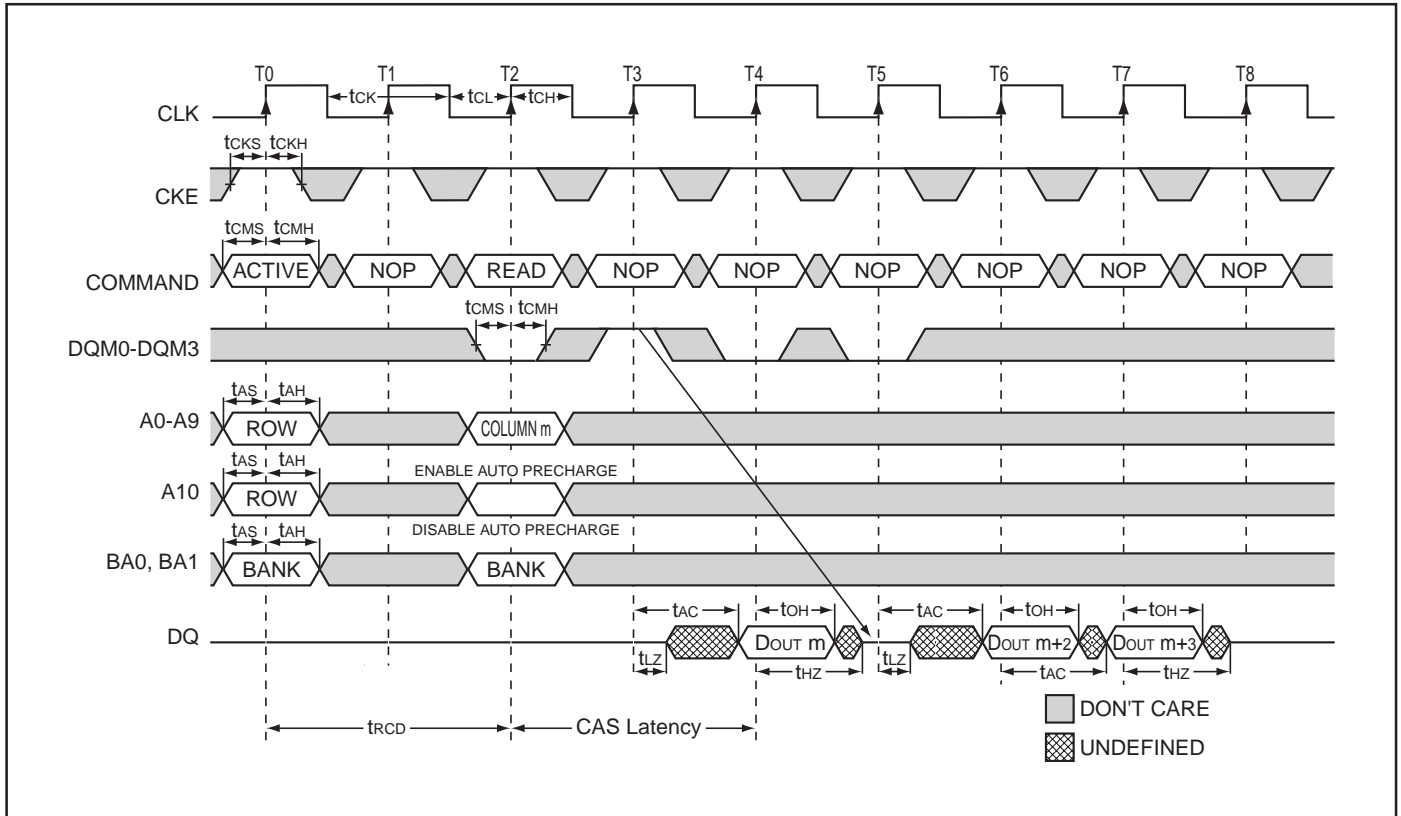 T0 T1 T2 T3 T4 T5 T6 T7 T8
CLK tCK tCL tCH
tCKS tCKH
CKE
tCMS tCMH
COMMAND ACTIVE NOP READ NOP NOP NOP NOP NOP NOP
tCMS tCMH
DQM0-DQM3
tAS tAH
A0-A9 ROW COLUMN m
tAS tAH ENABLE AUTO PRECHARGE
A10 ROW
tAS tAH DISABLE AUTO PRECHARGE
BA0, BA1 BANK BANK
tAC tOH tAC tOH tOH
DQ DOUT m DOUT m+2 DOUT m+3
tLZ tHZ tLZ tAC tHZ
DON'T CARE
tRCD CAS Latency
UNDEFINED